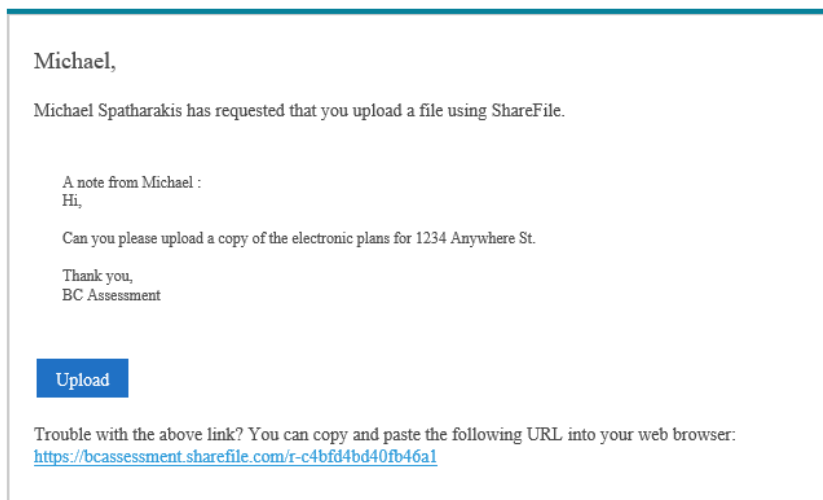 Michael,
Michael Spatharakis has requested that you upload a file using ShareFile.
A note from Michael :
Hi,
Can you please upload a copy of the electronic plans for 1234 Anywhere St.
Thank you,
BC Assessment
Upload
Trouble with the above link? You can copy and paste the following URL into your web browser:
https://bcassessment.sharefile.com/r-c4bfd4bd40fb46a1